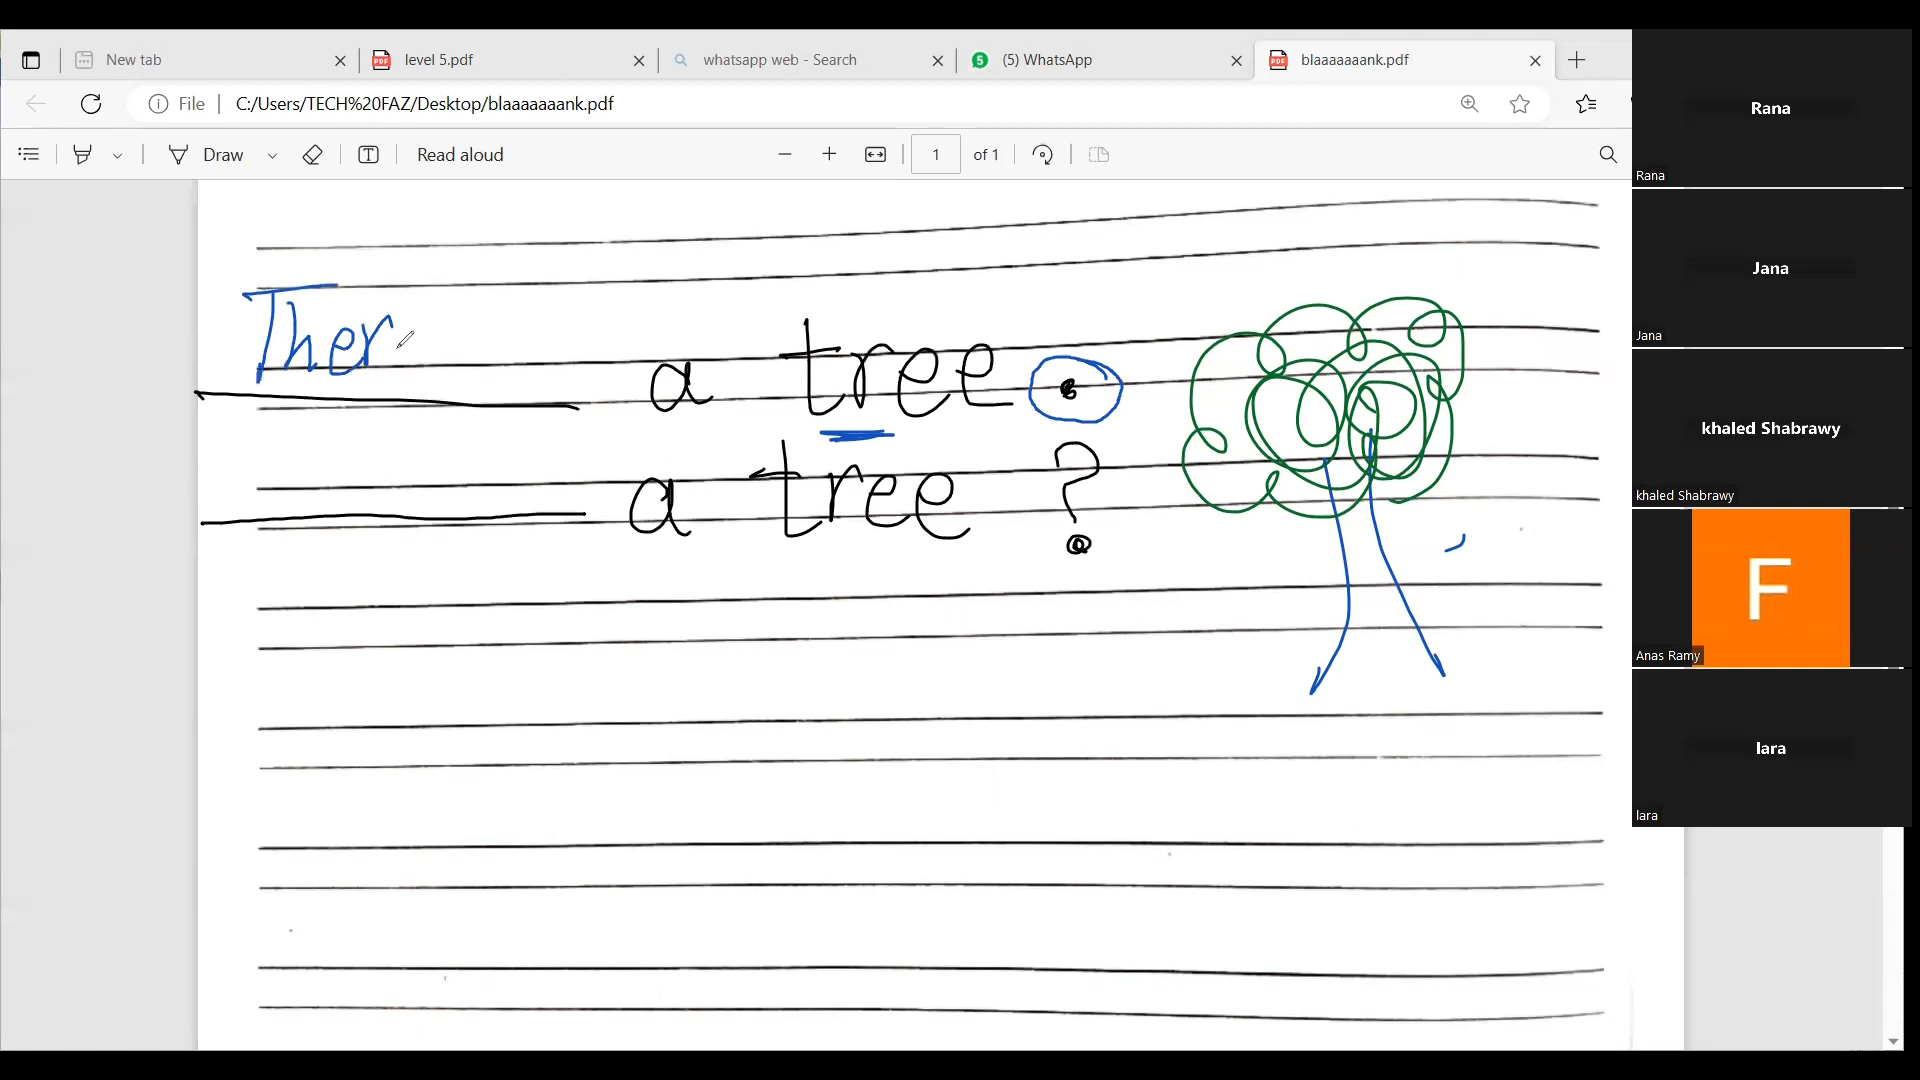 New tab
level 5.pdf
whatsapp web - Search
5 (5) WhatsApp
blaaaaaaank.pdf
File C:/Users/TECH%20FAZ/Desktop/blaaaaaaank.pdf
Draw
Read aloud
1 of 1
Ther
a tree .
a tree ?
Rana
Rana
Jana
Jana
khaled Shabrawy
khaled Shabrawy
F
Anas Ramy
lara
lara